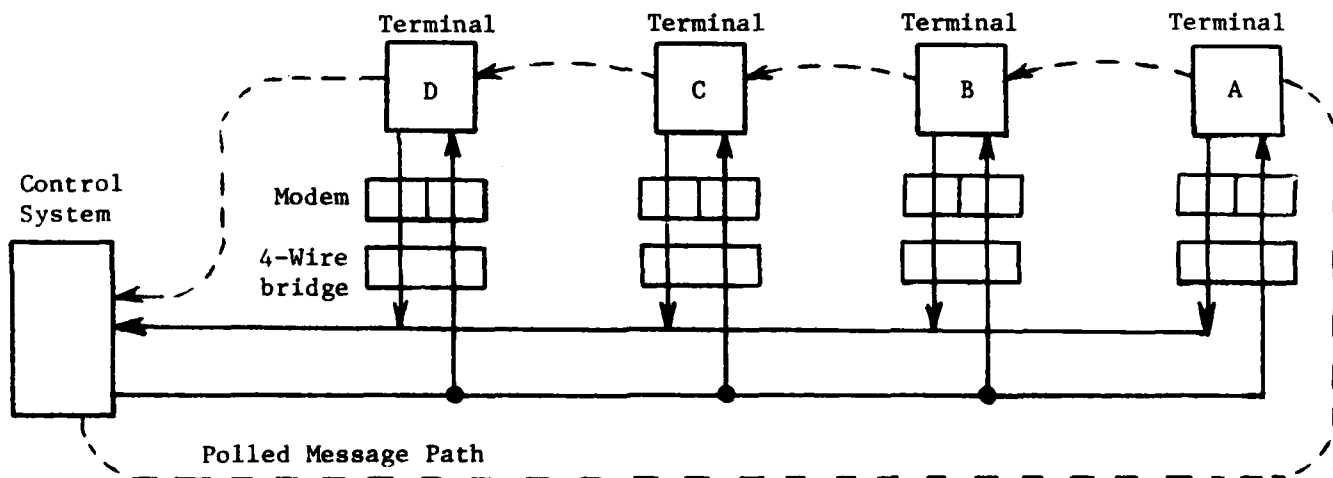 Terminal
Terminal
Terminal
Terminal
D
C
B
A
Control
System
Modem
4-Wire
bridge
Polled Message Path